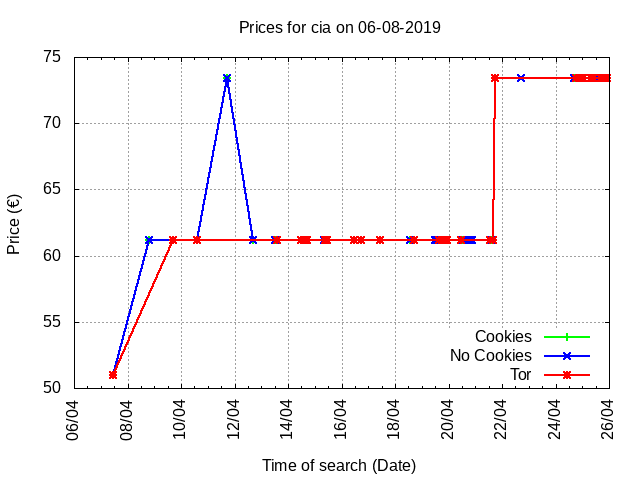 Prices for cia on 06-08-2019
Price (€)
75
70
65
60
55
50
Cookies
No Cookies
Tor
06/04
08/04
10/04
12/04
14/04
16/04
18/04
20/04
22/04
24/04
26/04
Time of search (Date)